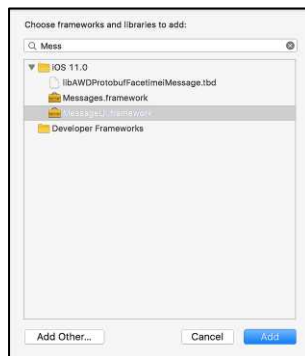 Choose frameworks and libraries to add:
Mess
iOS 11.0
libAWDProtobufFacetimeiMessage.tbd
Messages.framework
MessageUI.framework
Developer Frameworks
Add Other...
Cancel
Add